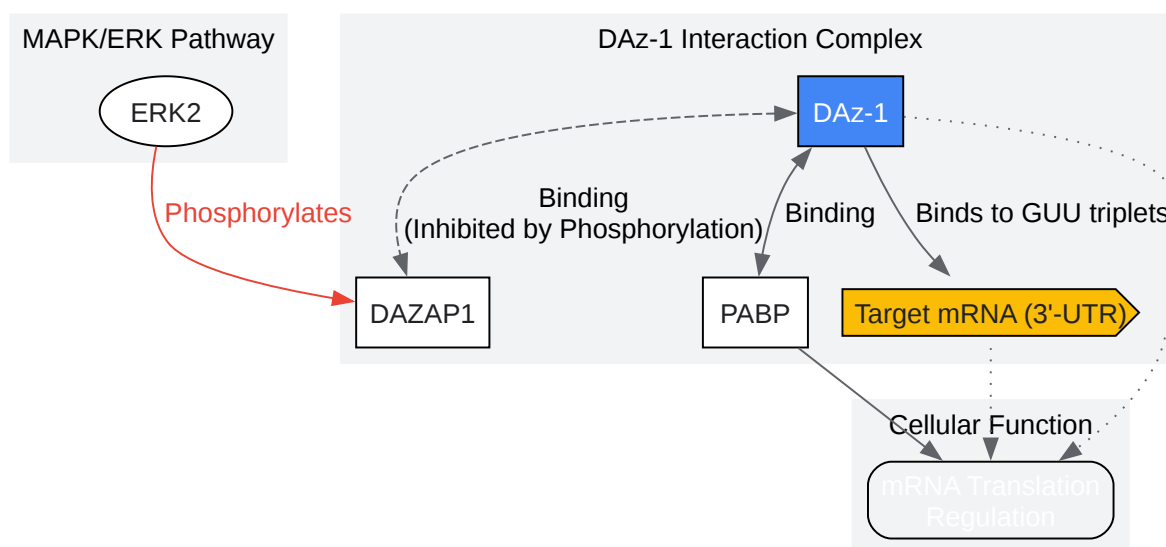 MAPK/ERK Pathway
DAz-1 Interaction Complex
ERK2
DAz-1
Phosphorylates
Binding
(Inhibited by Phosphorylation)
Binding
Binds to GUU triplets
DAZAP1
PABP
Target mRNA (3'-UTR)
Cellular Function
mRNA Translation
Regulation